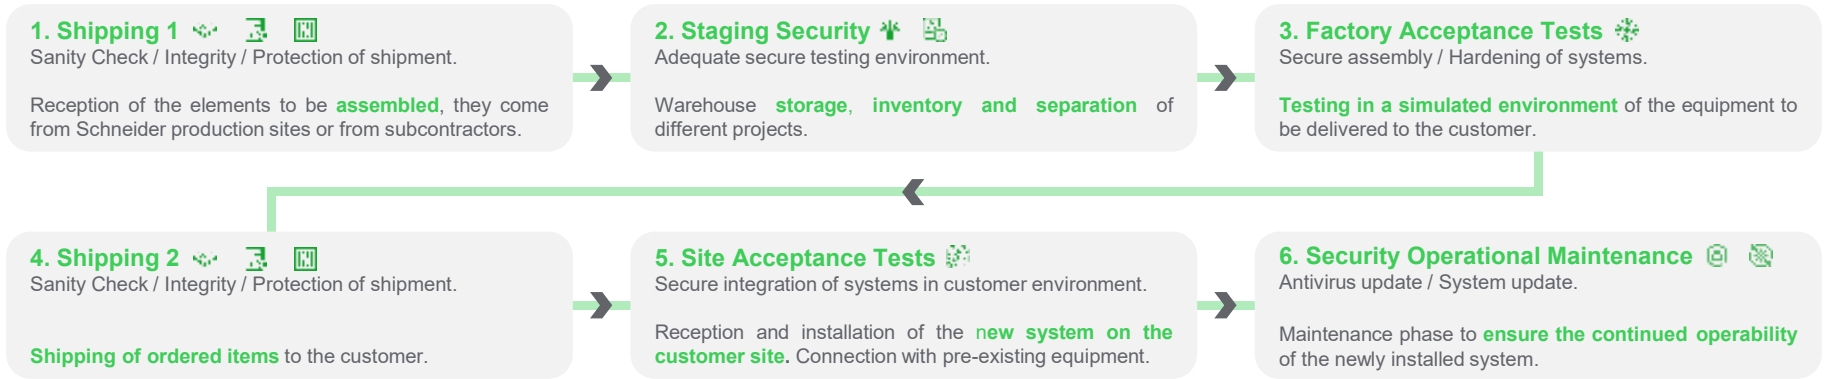 1. Shipping 1
Sanity Check / Integrity / Protection of shipment.
Reception of the elements to be assembled, they come
from Schneider production sites or from subcontractors.
2. Staging Security
Adequate secure testing environment.
Warehouse storage, inventory and separation of
different projects.
3. Factory Acceptance Tests
Secure assembly / Hardening of systems.
Testing in a simulated environment of the equipment to
be delivered to the customer.
4. Shipping 2
Sanity Check / Integrity / Protection of shipment.
Shipping of ordered items to the customer.
5. Site Acceptance Tests
Secure integration of systems in customer environment.
Reception and installation of the new system on the
customer site. Connection with pre-existing equipment.
6. Security Operational Maintenance
Antivirus update / System update.
Maintenance phase to ensure the continued operability
of the newly installed system.